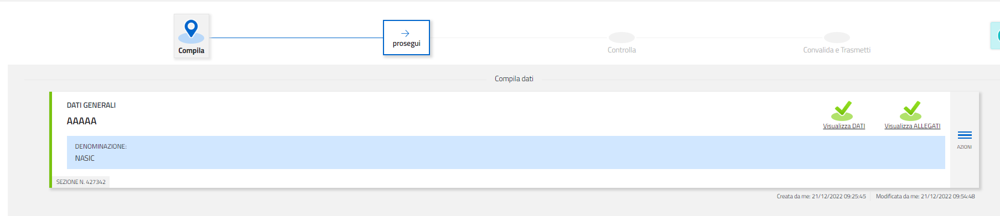 Compila
prosegui
Controlla
Convalida e Trasmetti
Compila dati
DATI GENERALI
AAAAA
Visualizza DATI
Visualizza ALLEGATI
DENOMINAZIONE:
NASIC
AZIONI
SEZIONE N. 427342
Creata da me: 21/12/2022 09:25:45
Modificata da me: 21/12/2022 09:54:48